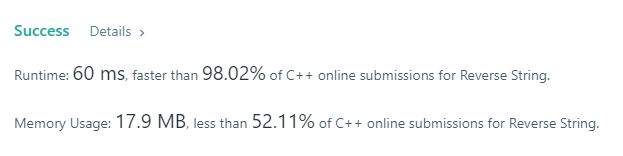 Success Details >
Runtime: 60 ms, faster than 98.02% of C++ online submissions for Reverse String.
Memory Usage: 17.9 MB, less than 52.11% of C++ online submissions for Reverse String.